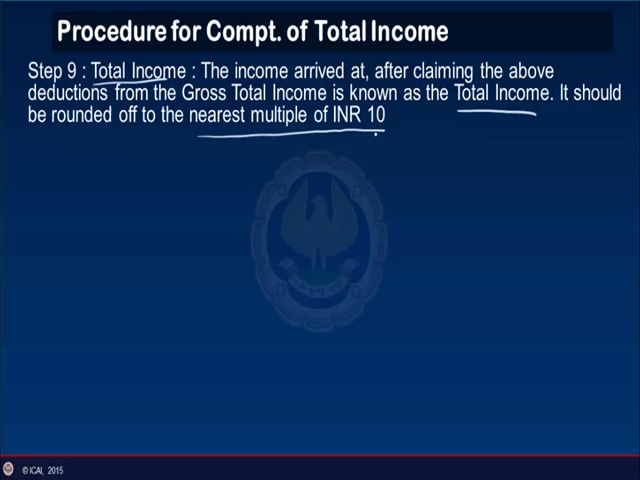 Procedure for Compt. of Total Income
Step 9 : Total Income : The income arrived at, after claiming the above
deductions from the Gross Total Income is known as the Total Income. It should
be rounded off to the nearest multiple of INR 10
© ICAI, 2015